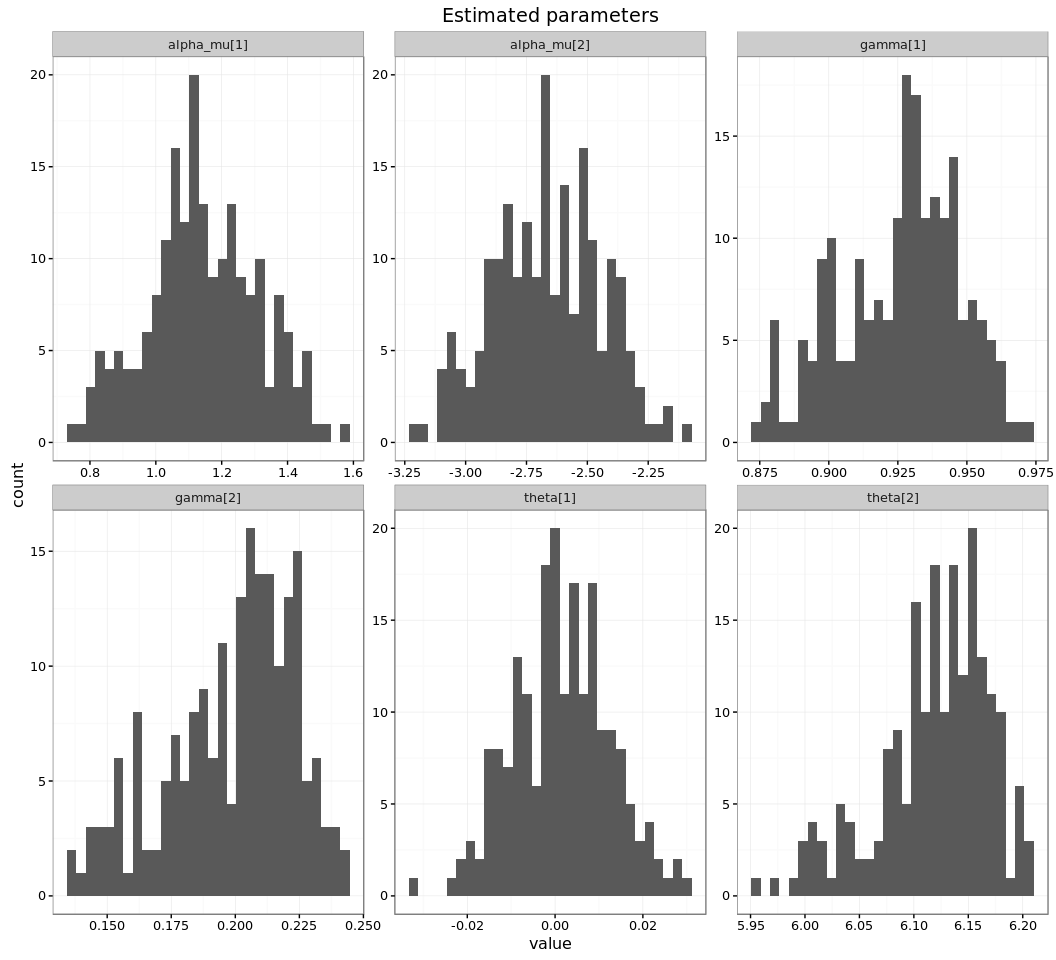 Estimated parameters
alpha_mu[1] alpha_mu[2] gamma[1]
20 20
15 15 15
10 10 10
5 5 5
0 0 0
0.8 1.0 1.2 1.4 1.6 -3.25 -3.00 -2.75 -2.50 -2.25 0.875 0.900 0.925 0.950 0.975
count
gamma[2] theta[1] theta[2]
20 20
15 15 15
10 10 10
5 5 5
0 0 0
0.150 0.175 0.200 0.225 0.250 -0.02 0.00 0.02 5.95 6.00 6.05 6.10 6.15 6.20
value